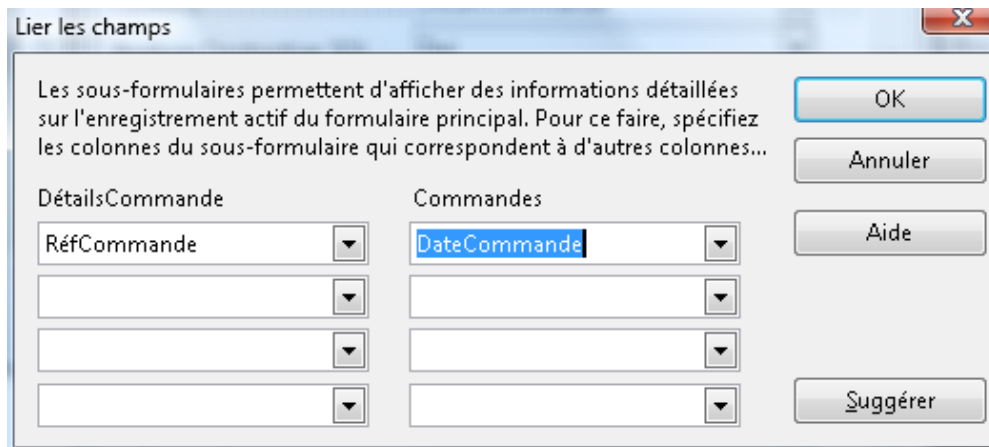 Lier les champs
Les sous-formulaires permettent d'afficher des informations détaillées
sur l'enregistrement actif du formulaire principal. Pour ce faire, spécifiez
les colonnes du sous-formulaire qui correspondent à d'autres colonnes...
OK
Annuler
Aide
DétailsCommande
Commandes
RéfCommande
DateCommande
Suggérer